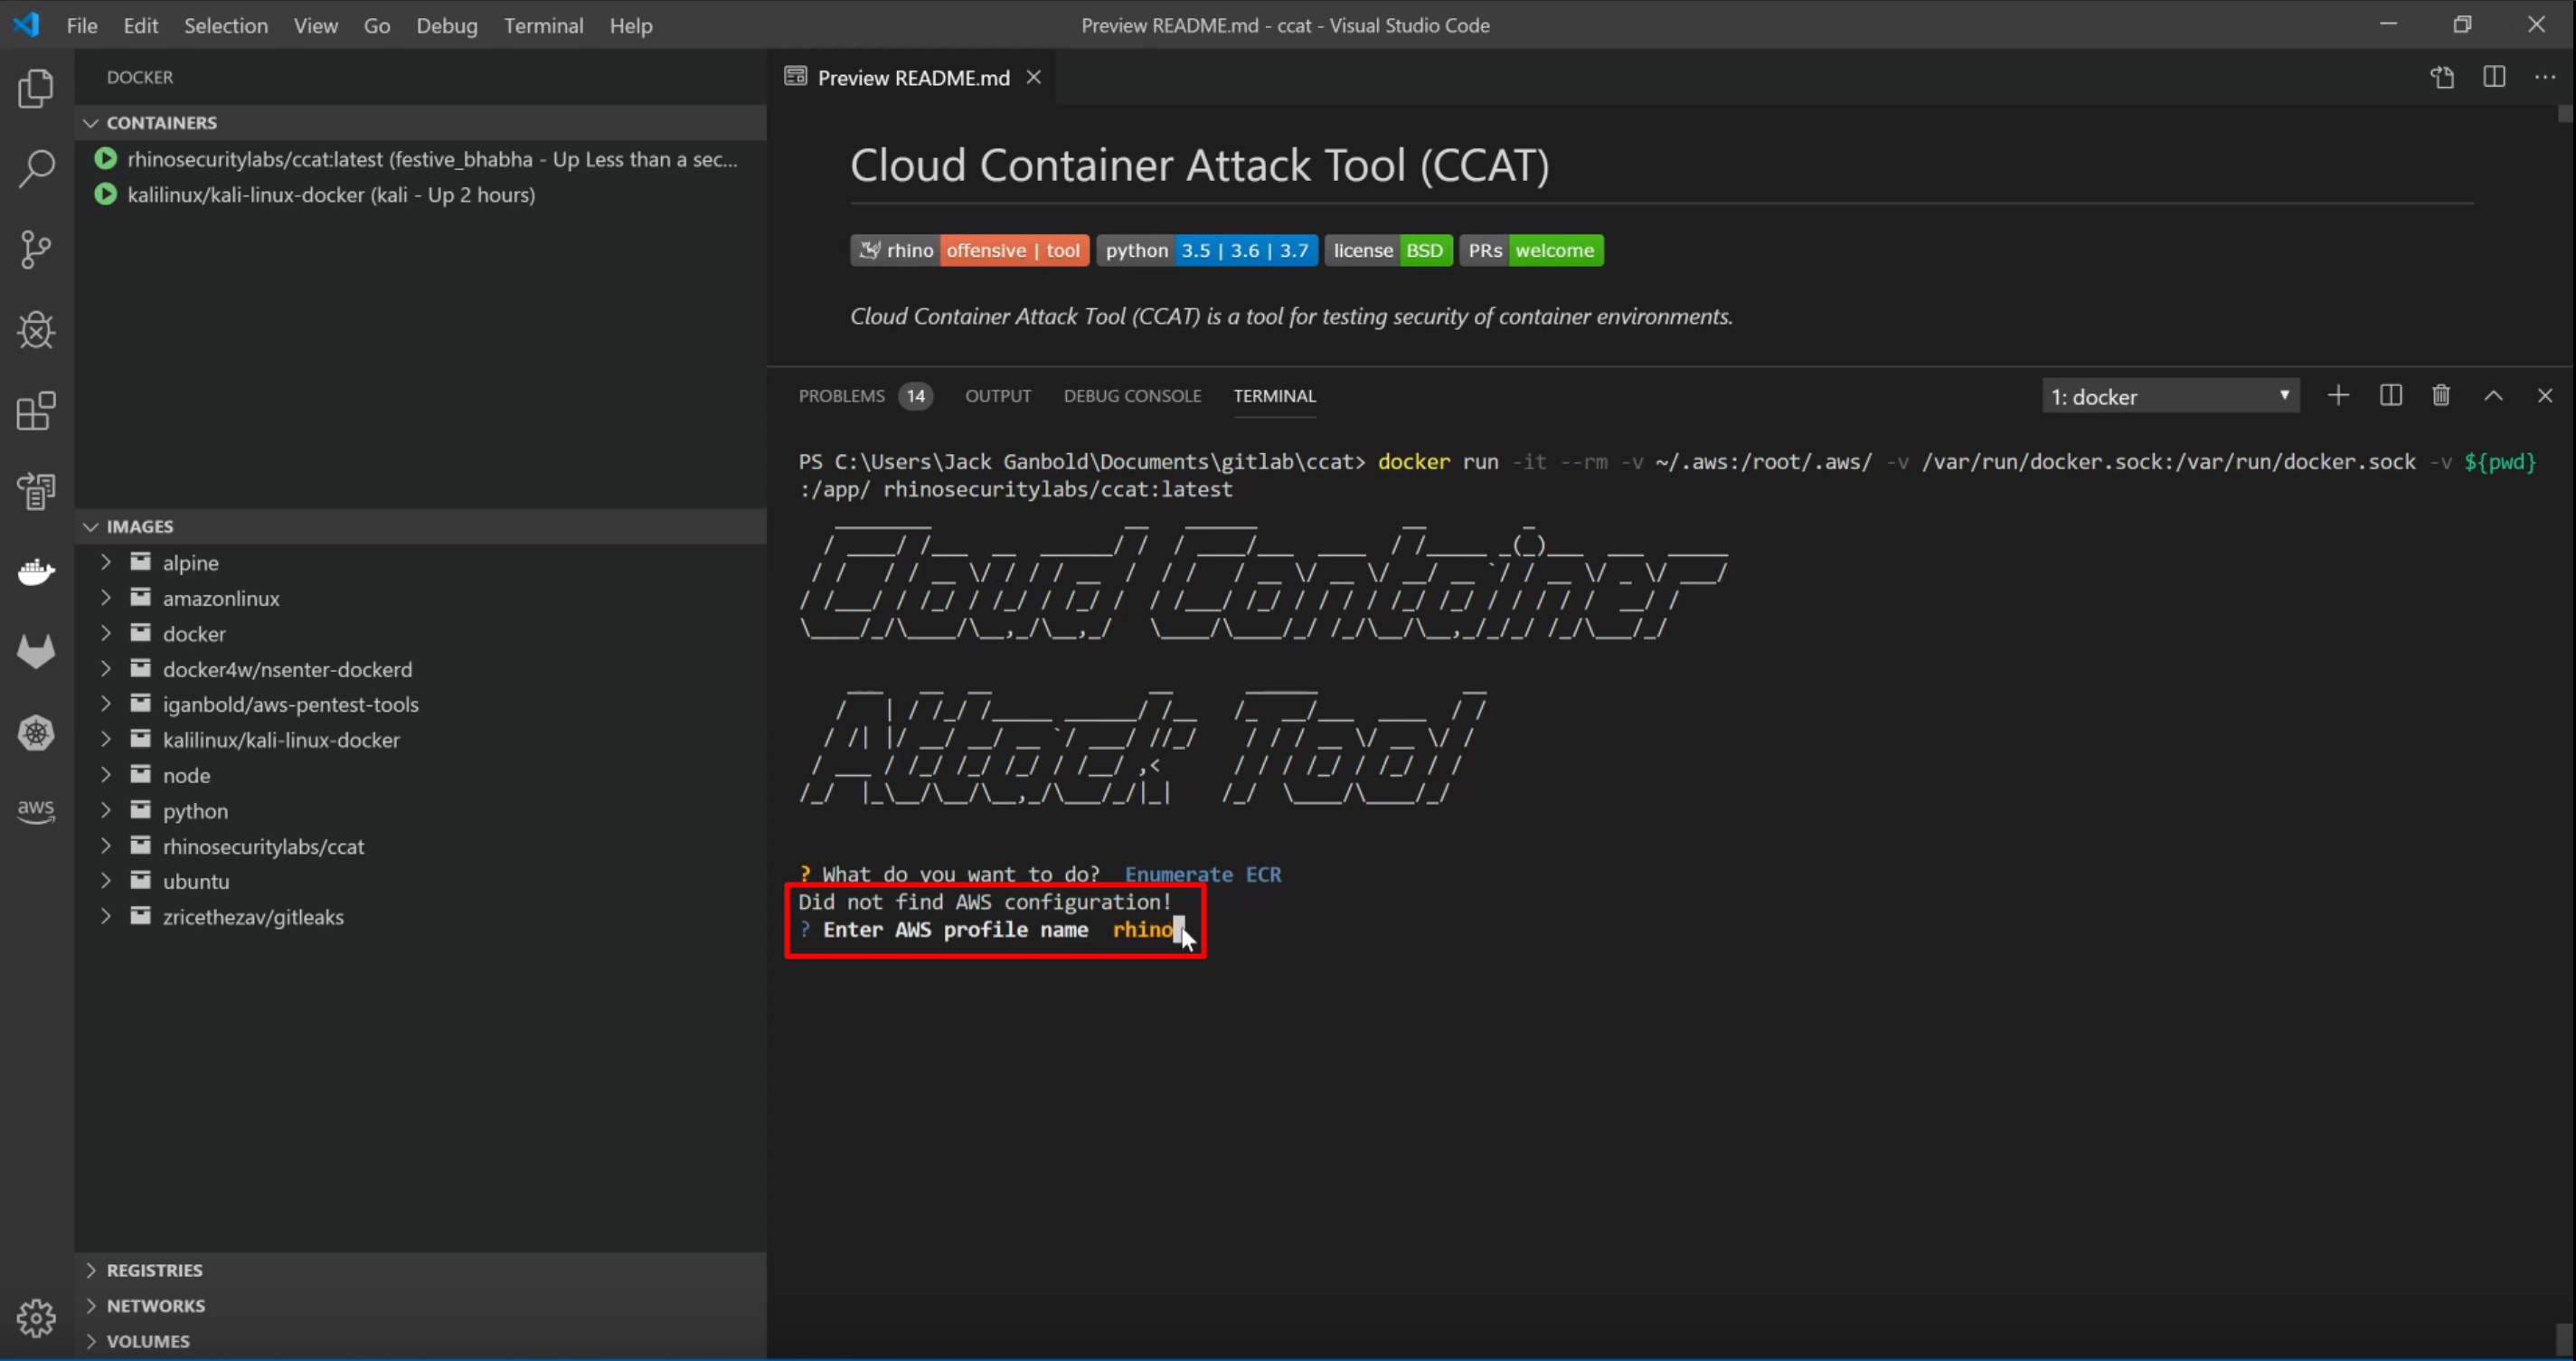 File Edit Selection View Go Debug Terminal Help
Preview README.md - ccat - Visual Studio Code
DOCKER
CONTAINERS
rhinosecuritylabs/ccat:latest (festive_bhabha - Up Less than a sec...
kalilinux/kali-linux-docker (kali - Up 2 hours)
IMAGES
alpine
amazonlinux
docker
docker4w/nsenter-dockerd
iganbold/aws-pentest-tools
kalilinux/kali-linux-docker
node
python
rhinosecuritylabs/ccat
ubuntu
zricethezav/gitleaks
REGISTRIES
NETWORKS
VOLUMES
aws
Preview README.md
Cloud Container Attack Tool (CCAT)
rhino offensive | tool python 3.5 | 3.6 | 3.7 license BSD PRs welcome
Cloud Container Attack Tool (CCAT) is a tool for testing security of container environments.
PROBLEMS 14 OUTPUT DEBUG CONSOLE TERMINAL
1: docker
PS C:\Users\Jack Ganbold\Documents\gitlab\ccat> docker run -it --rm -v ~/.aws:/root/.aws/ -v /var/run/docker.sock:/var/run/docker.sock -v ${pwd}
:/app/ rhinosecuritylabs/ccat:latest
Cloud Container
Attack Tool
? What do you want to do? Enumerate ECR
Did not find AWS configuration!
? Enter AWS profile name rhino